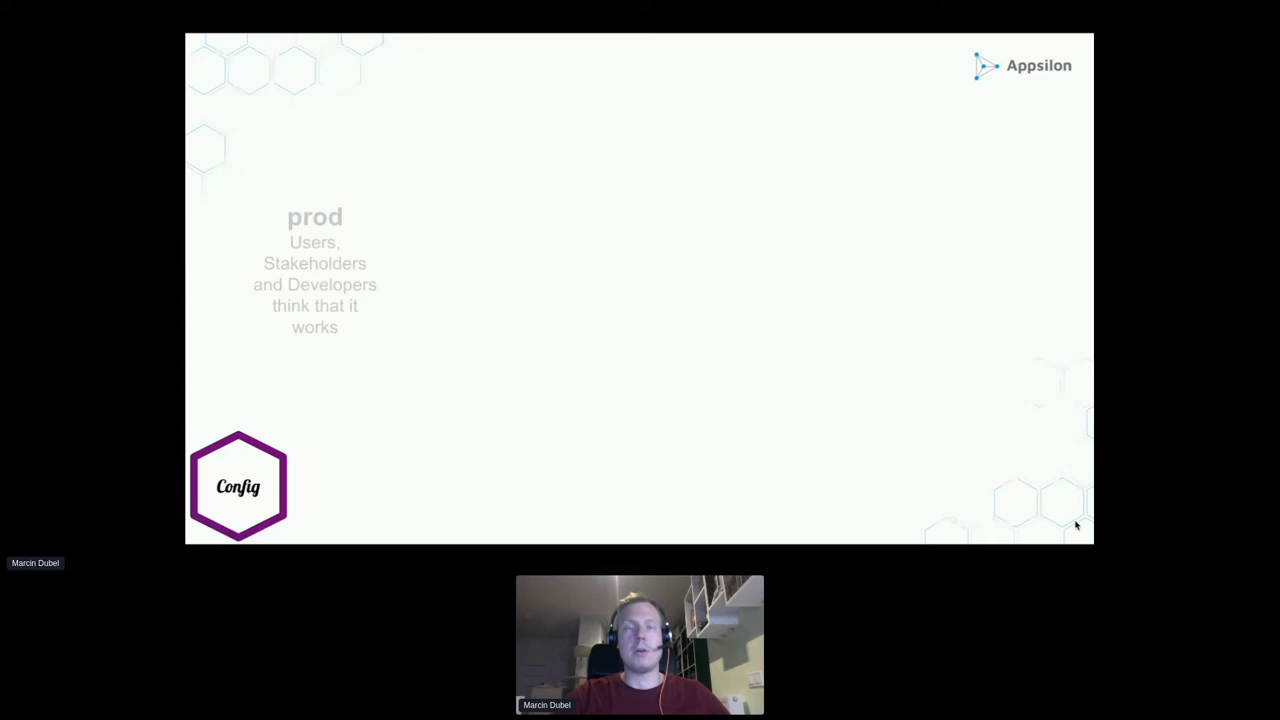 Appsilon
prod
Users,
Stakeholders
and Developers
think that it
works
Config
Marcin Dubel
Marcin Dubel